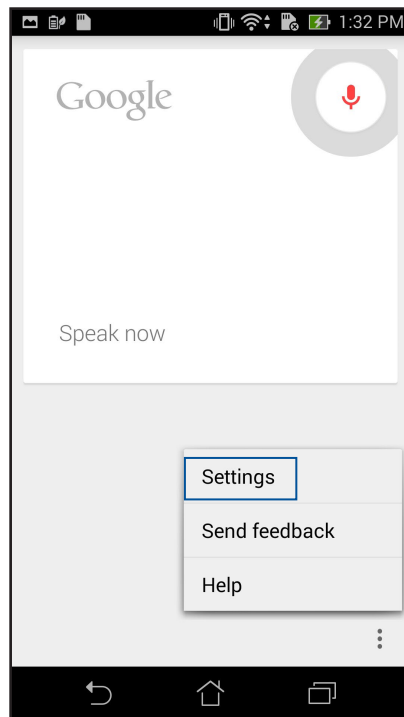 1:32 PM
Google
Speak now
Settings
Send feedback
Help